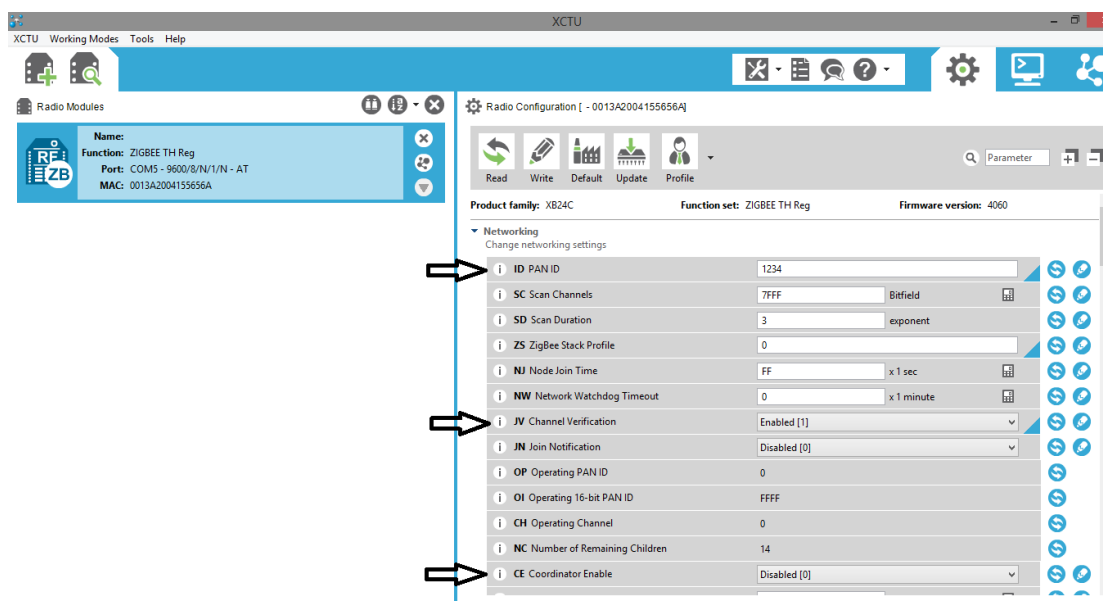 XCTU
XCTU Working Modes Tools Help
Radio Modules
Name:
Function: ZIGBEE TH Reg
Port: COM5 - 9600/8/N/1/N - AT
MAC: 0013A2004155656A
RF
ZB
Radio Configuration [ - 0013A2004155656A]
Read Write Default Update Profile
Parameter
Product family: XB24C Function set: ZIGBEE TH Reg Firmware version: 4060
Networking
Change networking settings
i ID PAN ID 1234
i SC Scan Channels 7FFF Bitfield
i SD Scan Duration 3 exponent
i ZS ZigBee Stack Profile 0
i NJ Node Join Time FF x 1 sec
i NW Network Watchdog Timeout 0 x 1 minute
i JV Channel Verification Enabled [1]
i JN Join Notification Disabled [0]
i OP Operating PAN ID 0
i OI Operating 16-bit PAN ID FFFF
i CH Operating Channel 0
i NC Number of Remaining Children 14
i CE Coordinator Enable Disabled [0]